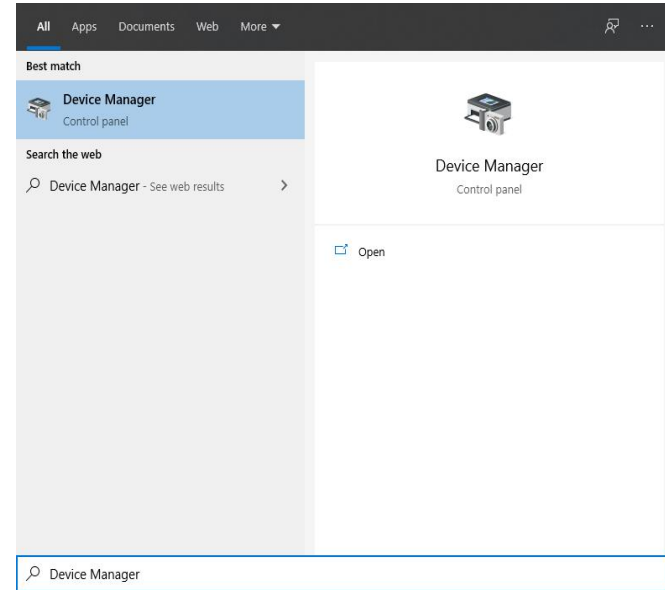 All Apps Documents Web More
Best match
Device Manager
Control panel
Search the web
Device Manager - See web results
Device Manager
Control panel
Open
Device Manager